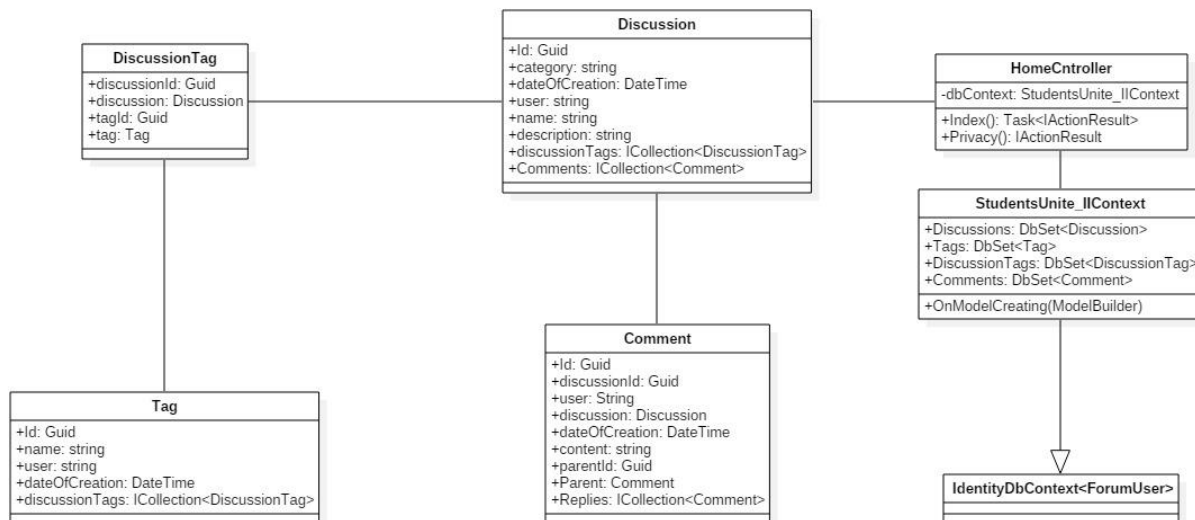 Discussion
+Id: Guid
+category: string
+dateOfCreation: DateTime
+user: string
+name: string
+description: string
+discussionTags: ICollection<DiscussionTag>
+Comments: ICollection<Comment>
DiscussionTag
+discussionId: Guid
+discussion: Discussion
+tagId: Guid
+tag: Tag
HomeCntroller
-dbContext: StudentsUnite_IIContext
+Index(): Task<IActionResult>
+Privacy(): IActionResult
StudentsUnite_IIContext
+Discussions: DbSet<Discussion>
+Tags: DbSet<Tag>
+DiscussionTags: DbSet<DiscussionTag>
+Comments: DbSet<Comment>
+OnModelCreating(ModelBuilder)
Comment
+Id: Guid
+discussionId: Guid
+user: String
+discussion: Discussion
+dateOfCreation: DateTime
+content: string
+parentId: Guid
+Parent: Comment
+Replies: ICollection<Comment>
Tag
+Id: Guid
+name: string
+user: string
+dateOfCreation: DateTime
+discussionTags: ICollection<DiscussionTag>
IdentityDbContext<ForumUser>